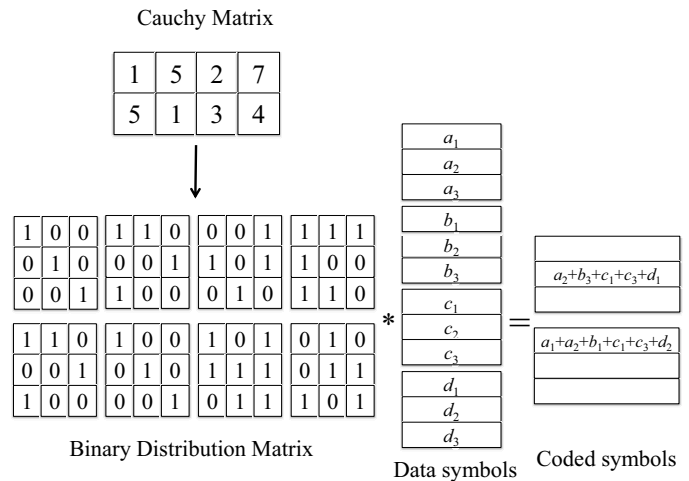 Cauchy Matrix
1 5 2 7
5 1 3 4
a1
a2
a3
b1
b2
b3
c1
c2
c3
d1
d2
d3
1 0 0 1 1 0 0 0 1 1 1 1
0 1 0 0 0 1 1 0 1 1 0 0
0 0 1 1 0 0 0 1 0 1 1 0
1 1 0 1 0 0 1 0 1 0 1 0
0 0 1 0 1 0 1 1 1 0 1 1
1 0 0 0 0 1 0 1 1 1 0 1
*
=
a2+b3+c1+c3+d1
a1+a2+b1+c1+c3+d2
Binary Distribution Matrix
Data symbols
Coded symbols